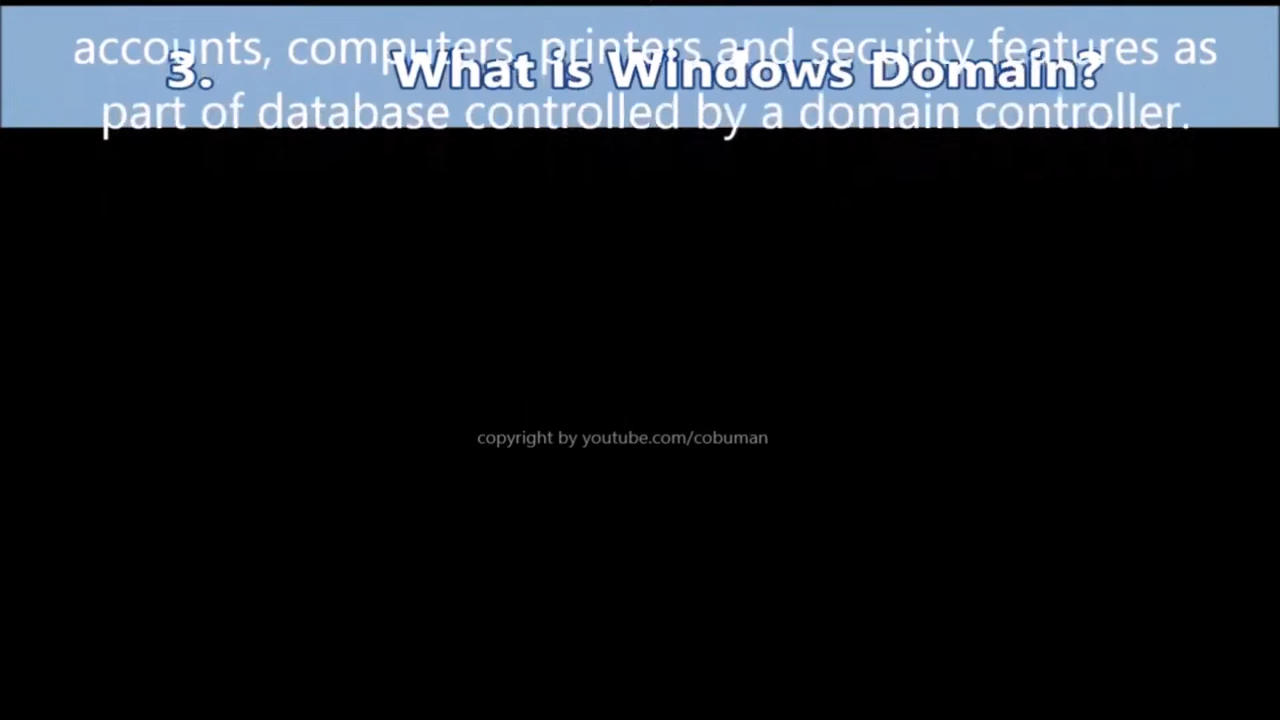 accounts, computers, printers and security features as
3. What is Windows Domain?
part of database controlled by a domain controller.
copyright by youtube.com/cobuman